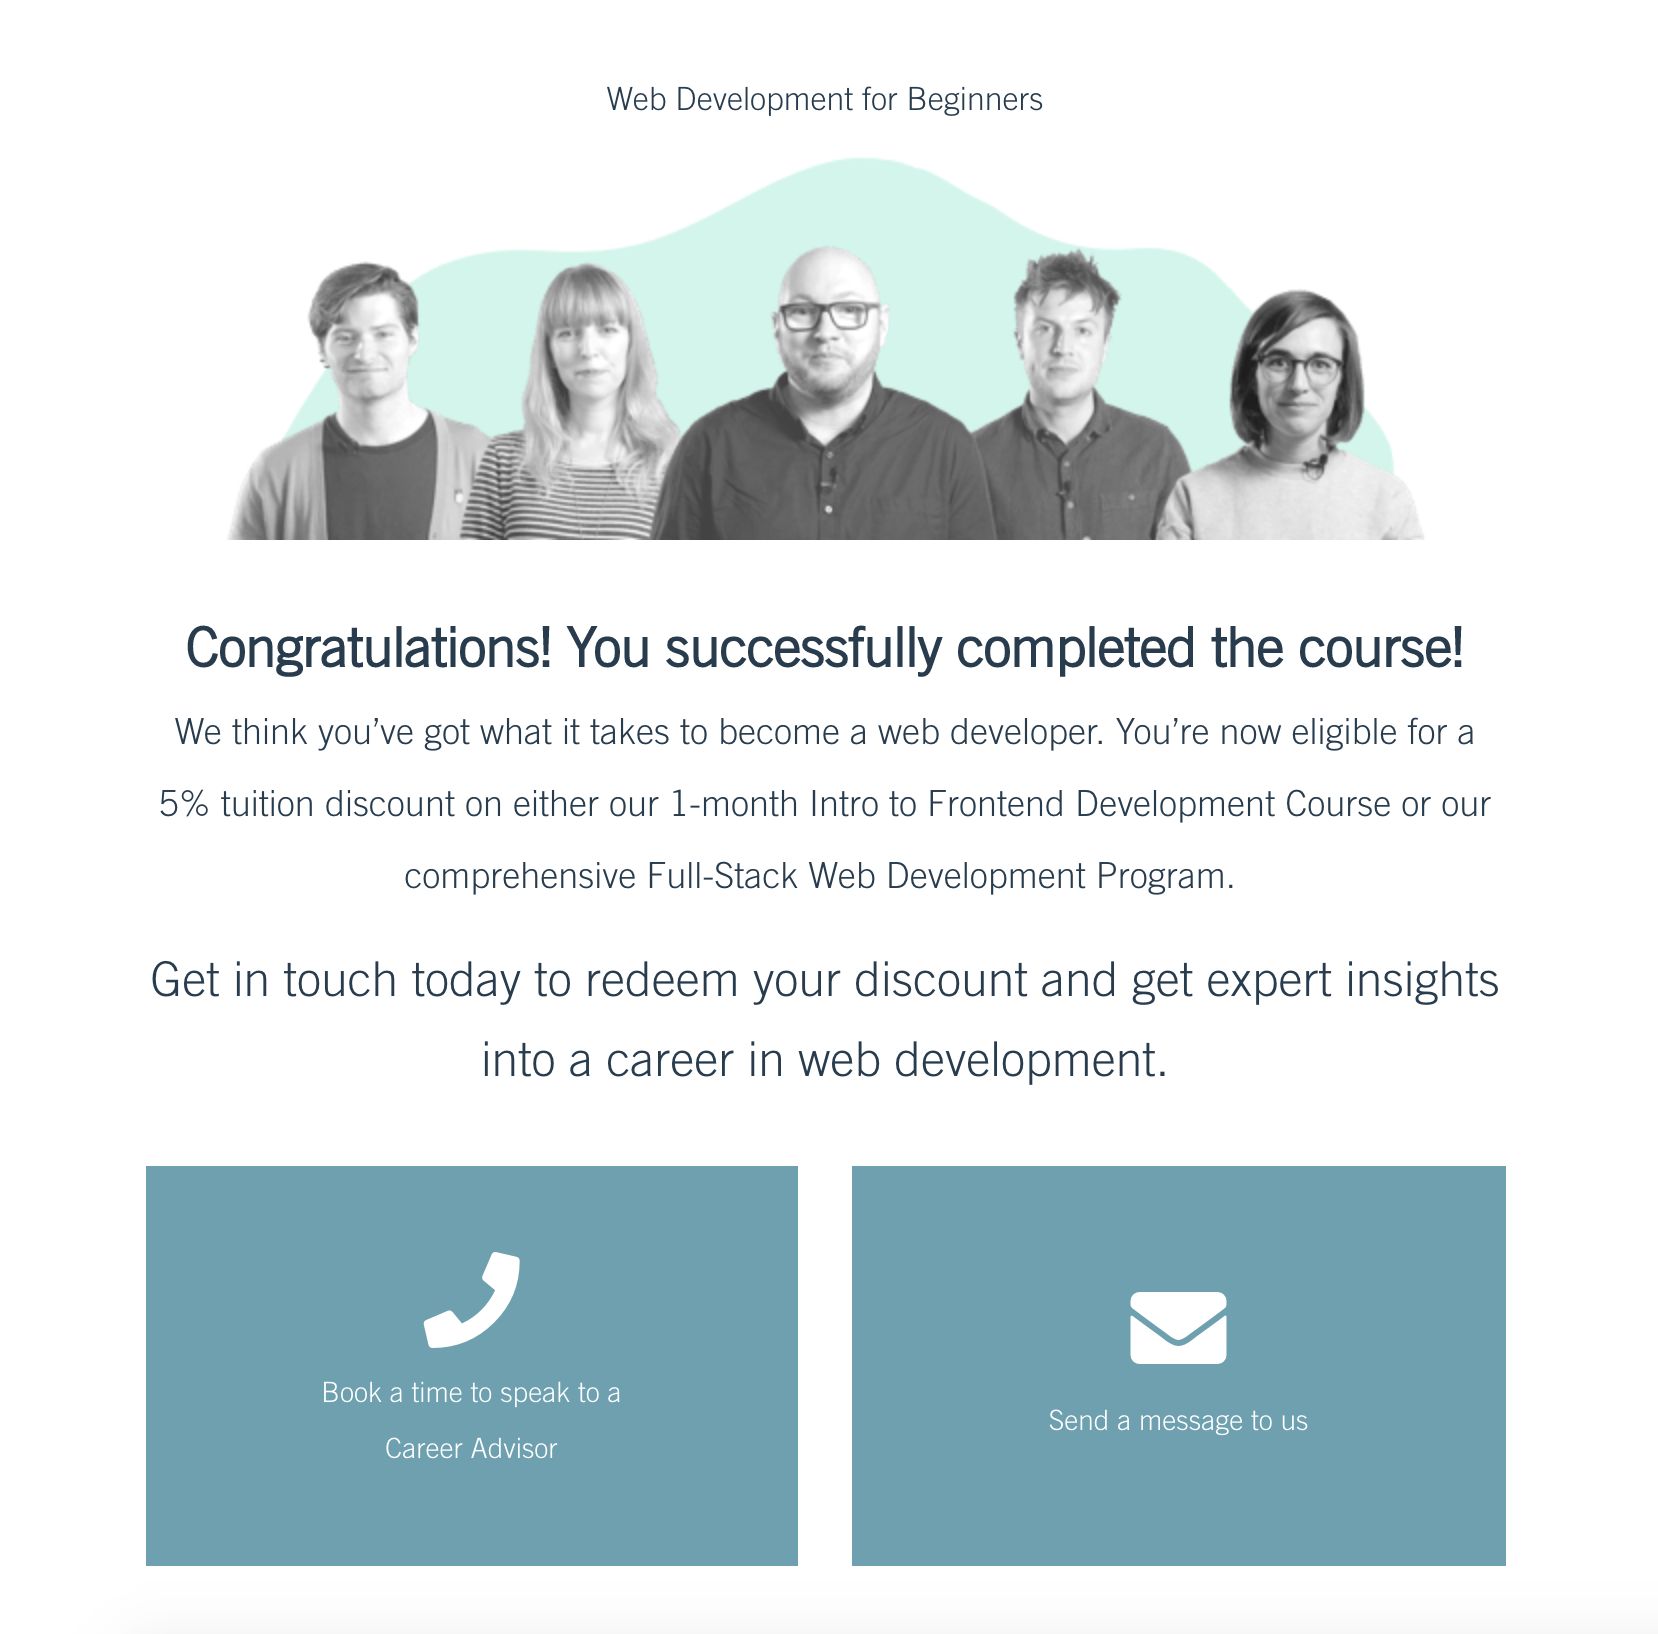 Web Development for Beginners
Congratulations! You successfully completed the course!
We think you’ve got what it takes to become a web developer. You’re now eligible for a
5% tuition discount on either our 1-month Intro to Frontend Development Course or our
comprehensive Full-Stack Web Development Program.
Get in touch today to redeem your discount and get expert insights
into a career in web development.
Book a time to speak to a
Career Advisor
Send a message to us